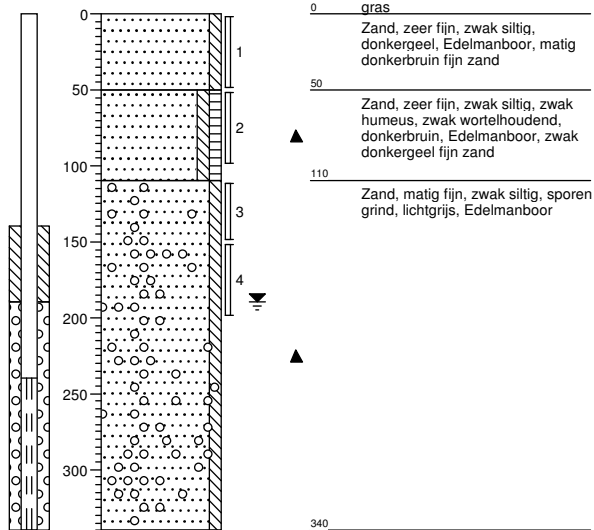 0
50
100
150
200
250
300
1
2
3
4
0 gras
Zand, zeer fijn, zwak siltig,
donkergeel, Edelmanboor, matig
donkerbruin fijn zand
50
Zand, zeer fijn, zwak siltig, zwak
humeus, zwak wortelhoudend,
donkerbruin, Edelmanboor, zwak
donkergeel fijn zand
110
Zand, matig fijn, zwak siltig, sporen
grind, lichtgrijs, Edelmanboor
340